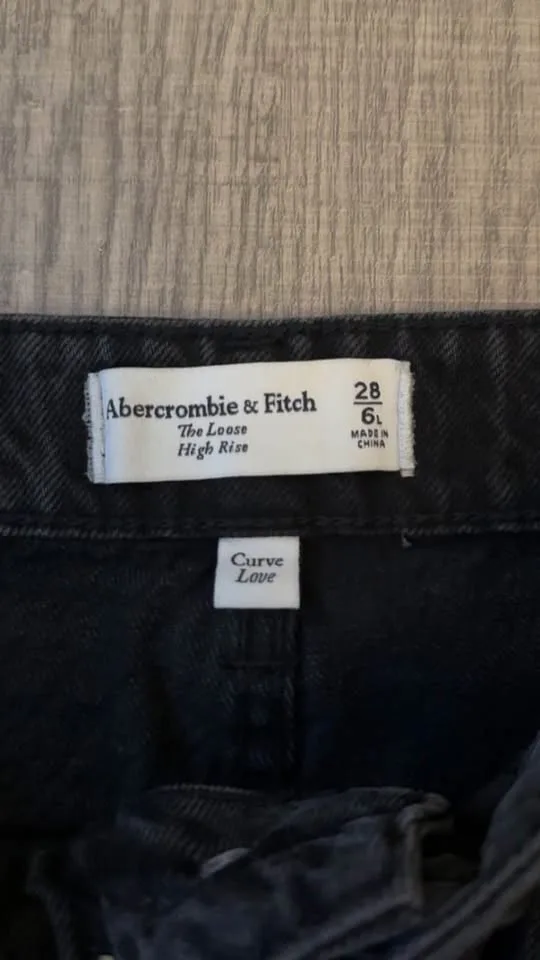 Abercrombie & Fitch
The Loose
High Rise
28
6L
MADE IN
CHINA
Curve
Love